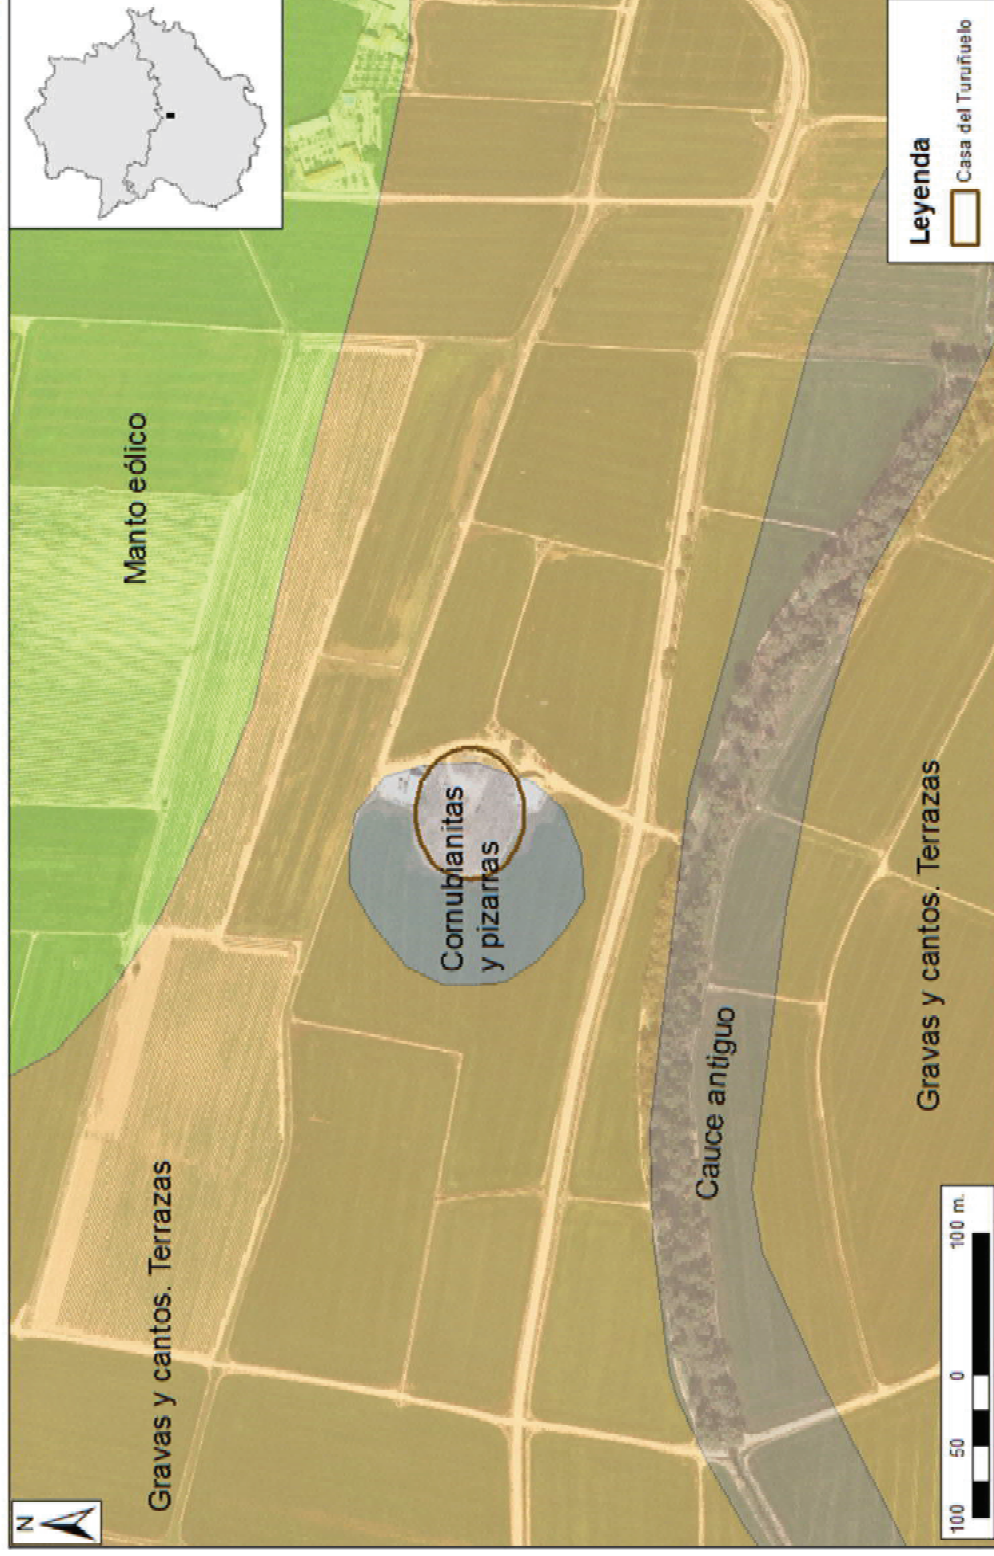 N
Manto eólico
Gravas y cantos. Terrazas
Cornubianitas
y pizarras
Cauce antiguo
Gravas y cantos. Terrazas
100 50 0 100 m.
Leyenda
Casa del Turuñuelo